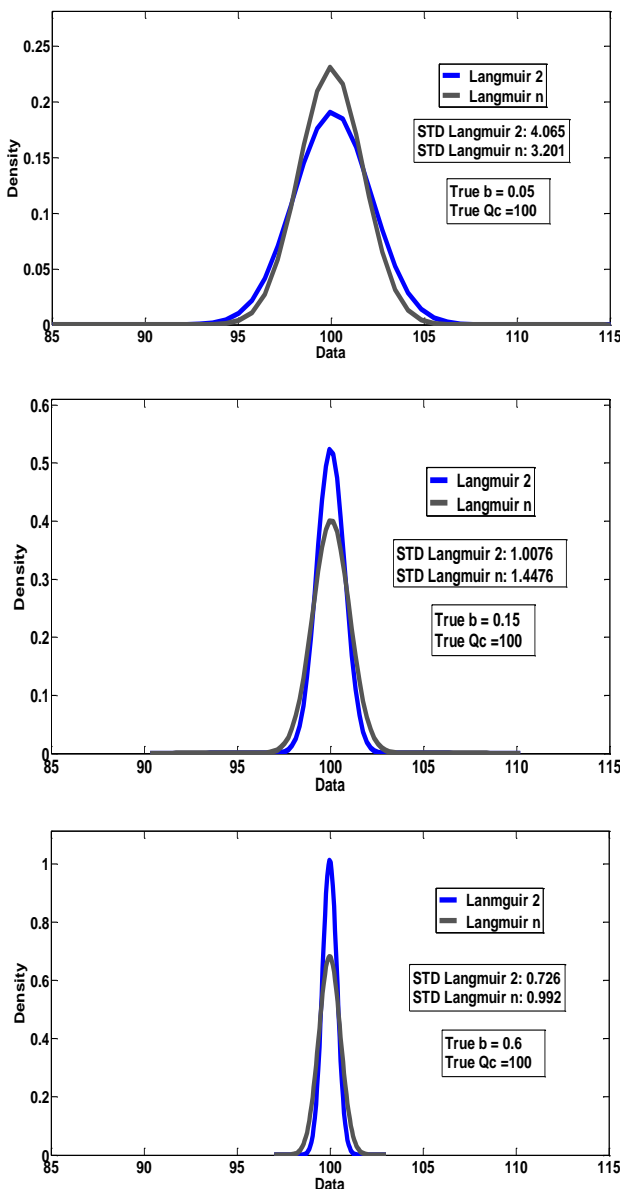 0.25
0.2
0.15
0.1
0.05
0
Density
Langmuir 2
Langmuir n
STD Langmuir 2: 4.065
STD Langmuir n: 3.201
True b = 0.05
True Qc =100
85 90 95 100 105 110 115
Data
0.6
0.5
0.4
0.3
0.2
0.1
0
Density
Langmuir 2
Langmuir n
STD Langmuir 2: 1.0076
STD Langmuir n: 1.4476
True b = 0.15
True Qc =100
85 90 95 100 105 110 115
Data
1
0.8
0.6
0.4
0.2
0
Density
Lanmguir 2
Langmuir n
STD Langmuir 2: 0.726
STD Langmuir n: 0.992
True b = 0.6
True Qc =100
85 90 95 100 105 110 115
Data